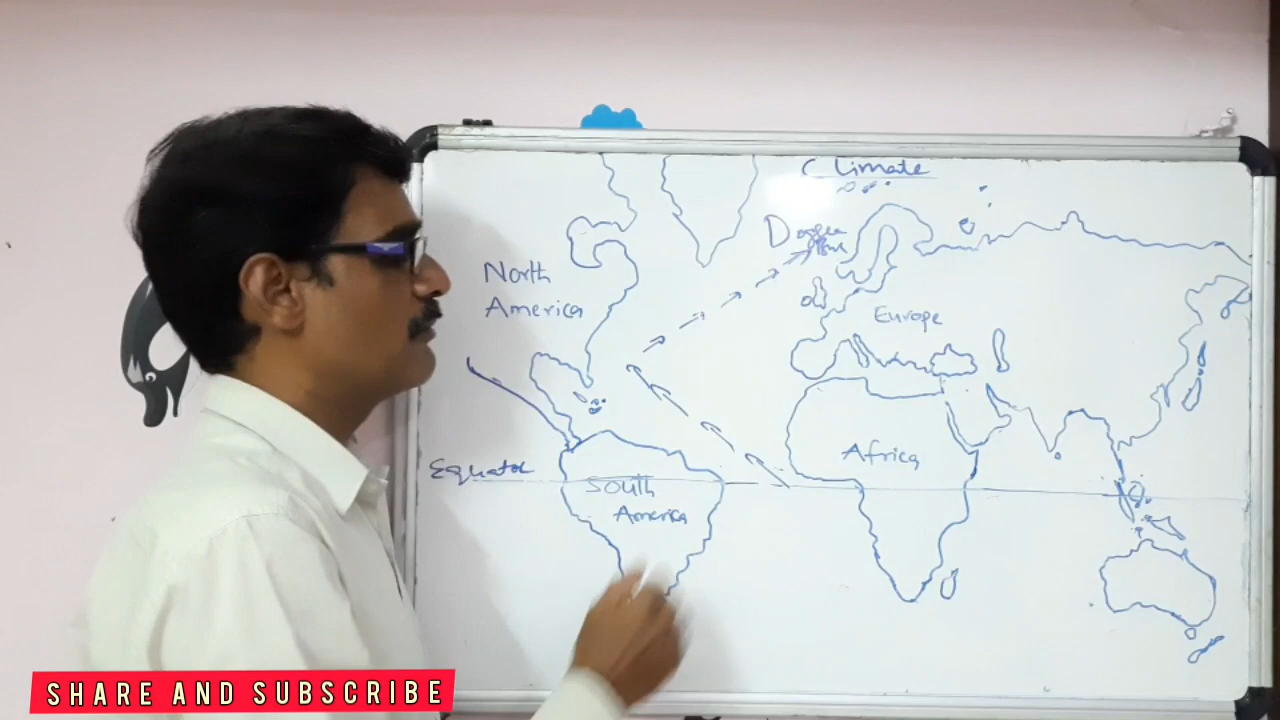 Climate
North
America
Europe
Africa
Equator
South
America
SHARE AND SUBSCRIBE